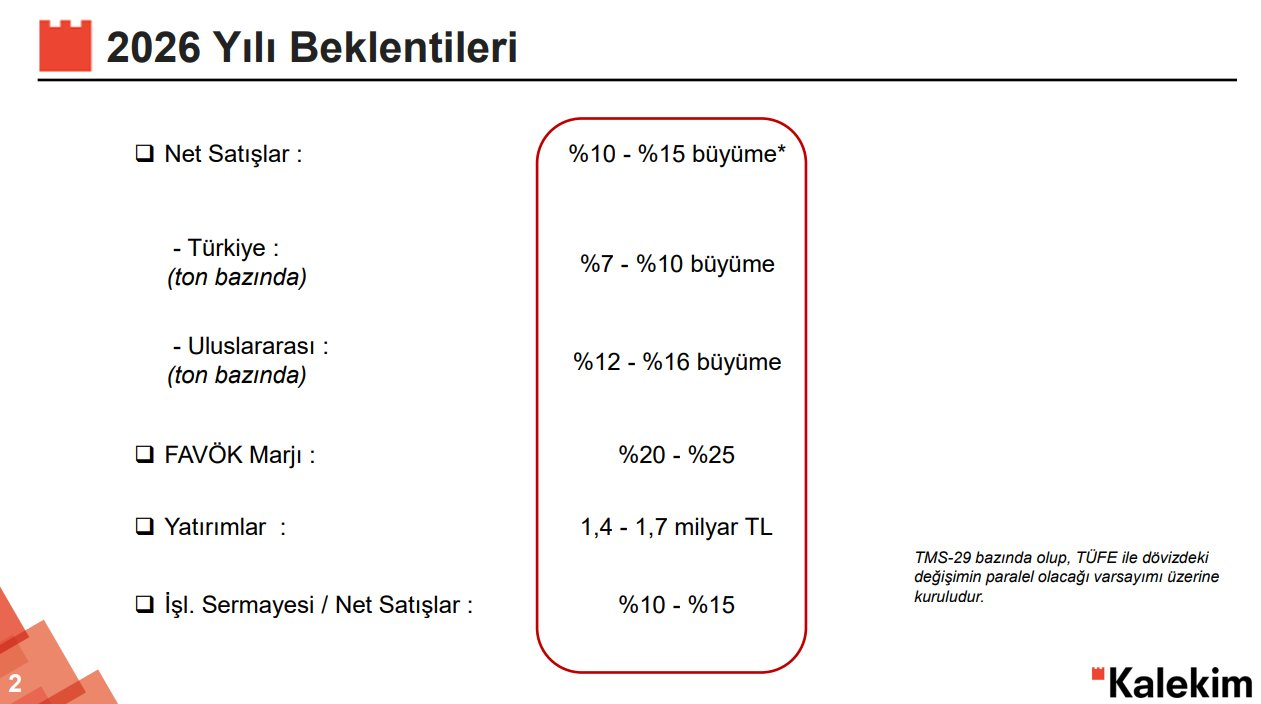 2026 Yılı Beklentileri
❑ Net Satışlar : %10 - %15 büyüme*
- Türkiye :
(ton bazında)
%7 - %10 büyüme
- Uluslararası :
(ton bazında)
%12 - %16 büyüme
❑ FAVÖK Marjı : %20 - %25
❑ Yatırımlar : 1,4 - 1,7 milyar TL
❑ İşl. Sermayesi / Net Satışlar : %10 - %15
TMS-29 bazında olup, TÜFE ile dövizdeki
değişimin paralel olacağı varsayımı üzerine
kuruludur.
2
Kalekim